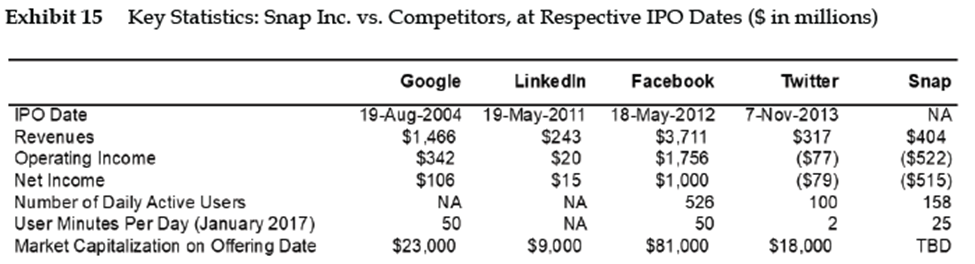 Exhibit 15 Key Statistics: Snap Inc. vs. Competitors, at Respective IPO Dates ($ in millions)
Google LinkedIn Facebook Twitter Snap
IPO Date 19-Aug-2004 19-May-2011 18-May-2012 7-Nov-2013 NA
Revenues $1,466 $243 $3,711 $317 $404
Operating Income $342 $20 $1,756 ($77) ($522)
Net Income $106 $15 $1,000 ($79) ($515)
Number of Daily Active Users NA NA 526 100 158
User Minutes Per Day (January 2017) 50 NA 50 2 25
Market Capitalization on Offering Date $23,000 $9,000 $81,000 $18,000 TBD